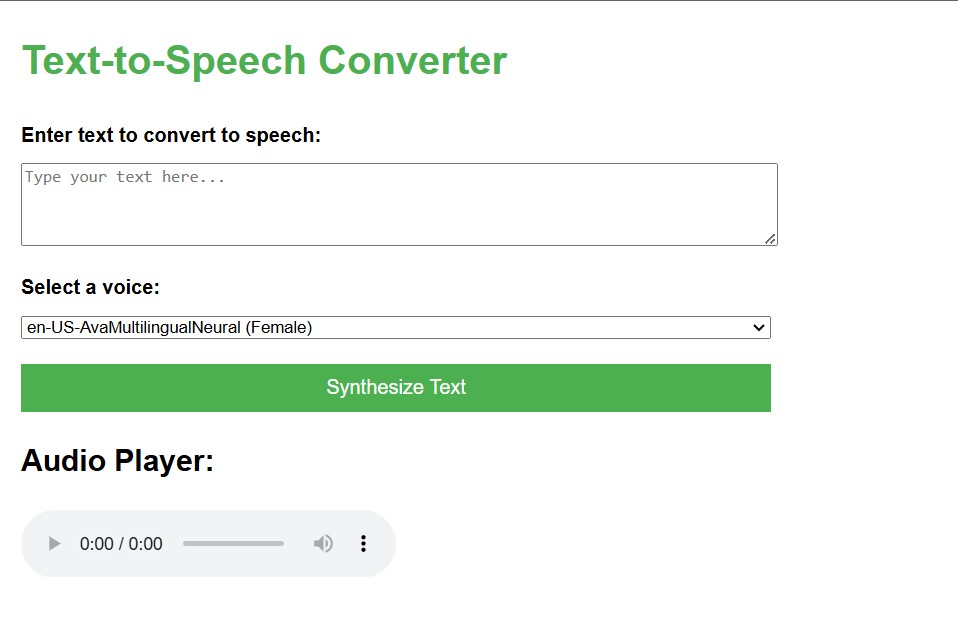 Text-to-Speech Converter
Enter text to convert to speech:
Type your text here...
Select a voice:
en-US-AvaMultilingualNeural (Female)
Synthesize Text
Audio Player:
0:00 / 0:00